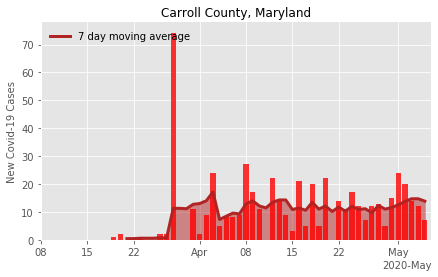 Carroll County, Maryland
7 day moving average
New Covid-19 Cases
70
60
50
40
30
20
10
0
08 15 22 Apr 08 15 22 May
2020-May